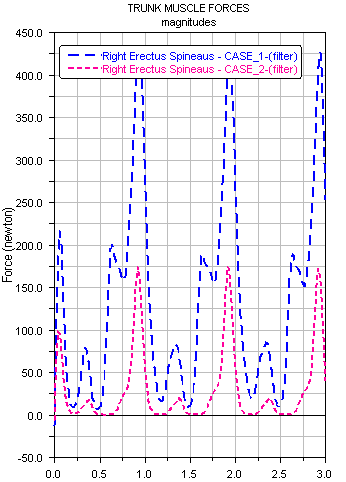 TRUNK MUSCLE FORCES
magnitudes
450.0
Right Erectus Spineaus - CASE_1-(filter)
Right Erectus Spineaus - CASE_2-(filter)
400.0
350.0
300.0
250.0
200.0
150.0
100.0
50.0
0.0
-50.0
Force (newton)
0.0 0.5 1.0 1.5 2.0 2.5 3.0